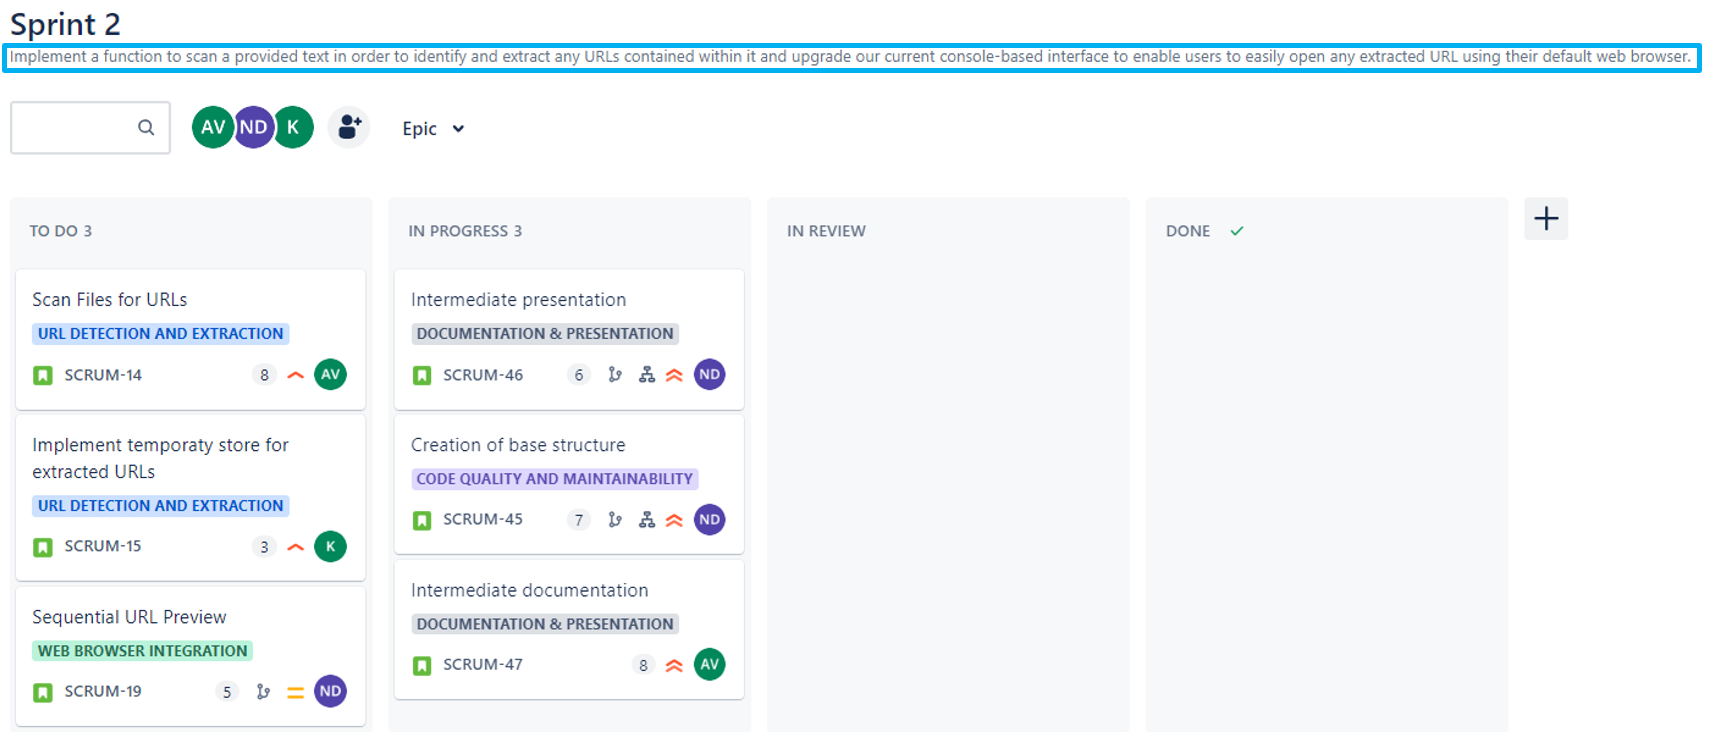 Sprint 2
Implement a function to scan a provided text in order to identify and extract any URLs contained within it and upgrade our current console-based interface to enable users to easily open any extracted URL using their default web browser.
AV ND K Epic
TO DO 3
Scan Files for URLs
URL DETECTION AND EXTRACTION
SCRUM-14 8 AV
Implement temporaty store for
extracted URLs
URL DETECTION AND EXTRACTION
SCRUM-15 3 K
Sequential URL Preview
WEB BROWSER INTEGRATION
SCRUM-19 5 ND
IN PROGRESS 3
Intermediate presentation
DOCUMENTATION & PRESENTATION
SCRUM-46 6 ND
Creation of base structure
CODE QUALITY AND MAINTAINABILITY
SCRUM-45 7 ND
Intermediate documentation
DOCUMENTATION & PRESENTATION
SCRUM-47 8 AV
IN REVIEW
DONE